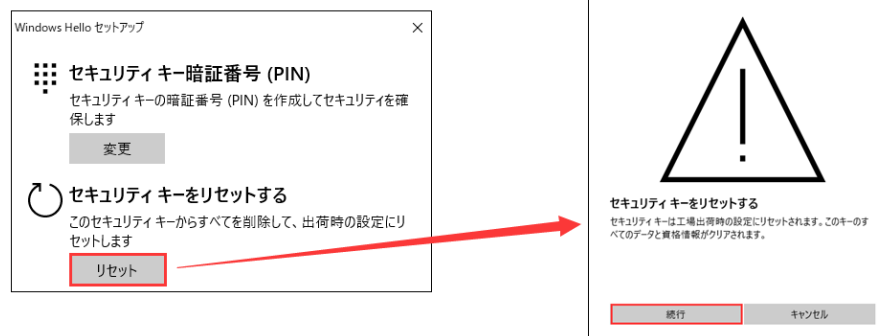 Windows Hello セットアップ
セキュリティ キー暗証番号 (PIN)
セキュリティ キーの暗証番号 (PIN) を作成してセキュリティを確
保します
変更
セキュリティ キーをリセットする
このセキュリティ キーからすべてを削除して、出荷時の設定にリ
セットします
リセット
セキュリティ キーをリセットする
セキュリティ キーは工場出荷時の設定にリセットされます。このキーのす
べてのデータと資格情報がクリアされます。
続行
キャンセル